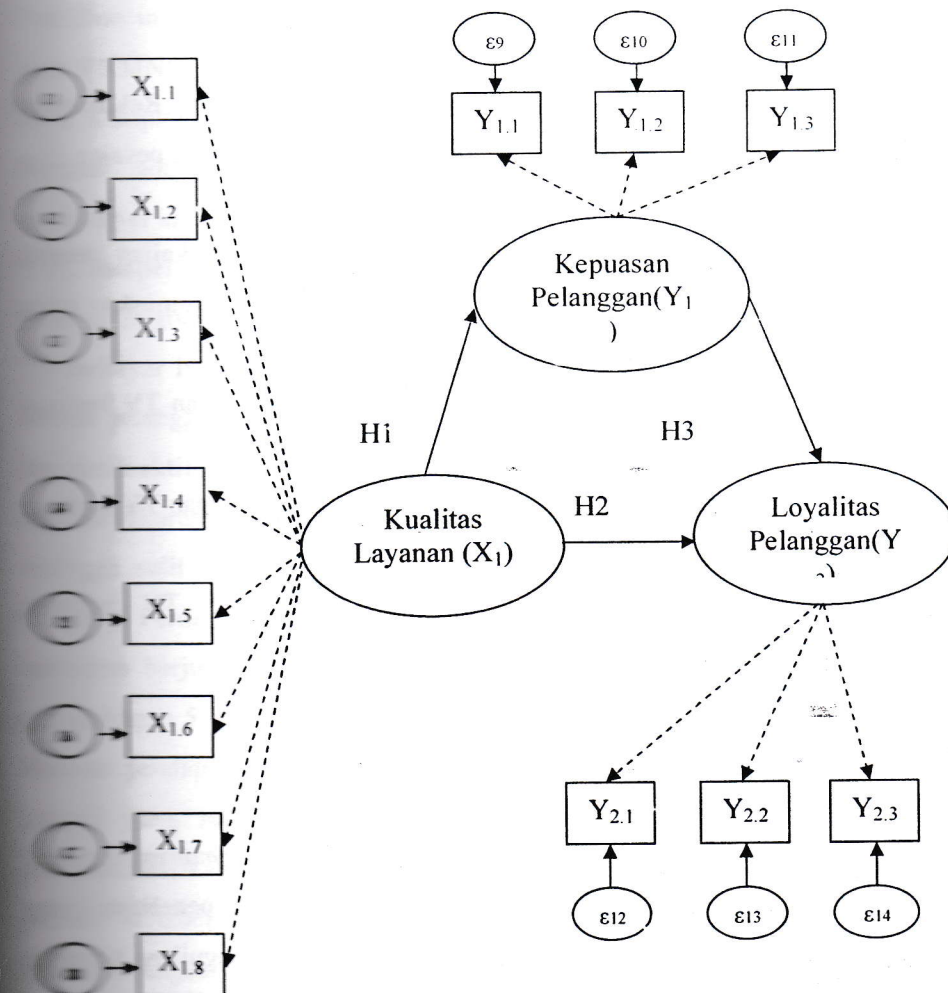 ε9 ε10 ε11
X1.1
Y1.1 Y.1.2 Y1.3
X1.2
Kepuasan
Pelanggan(Y1
)
X1.3
H1 H3
X1.4
Kualitas
Layanan (X1)
H2
Loyalitas
Pelanggan(Y
2)
X1.5
X1.6
Y2.1 Y2.2 Y2.3
X1.7
ε12 ε13 ε14
X1.8